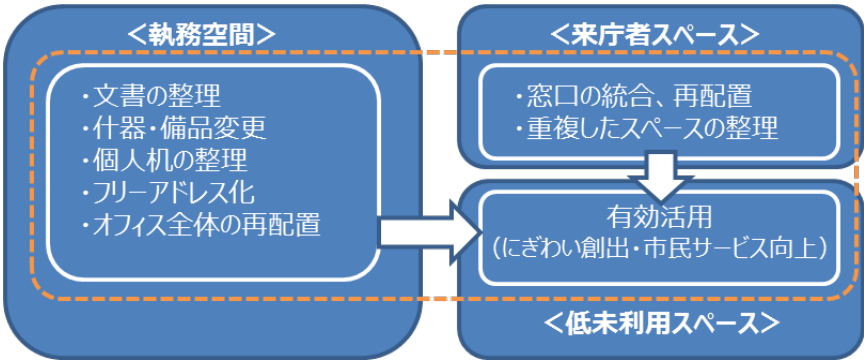 ＜執務空間＞
・文書の整理
・什器・備品変更
・個人机の整理
・フリーアドレス化
・オフィス全体の再配置
＜来庁者スペース＞
・窓口の統合、再配置
・重複したスペースの整理
有効活用
（にぎわい創出・市民サービス向上）
＜低未利用スペース＞